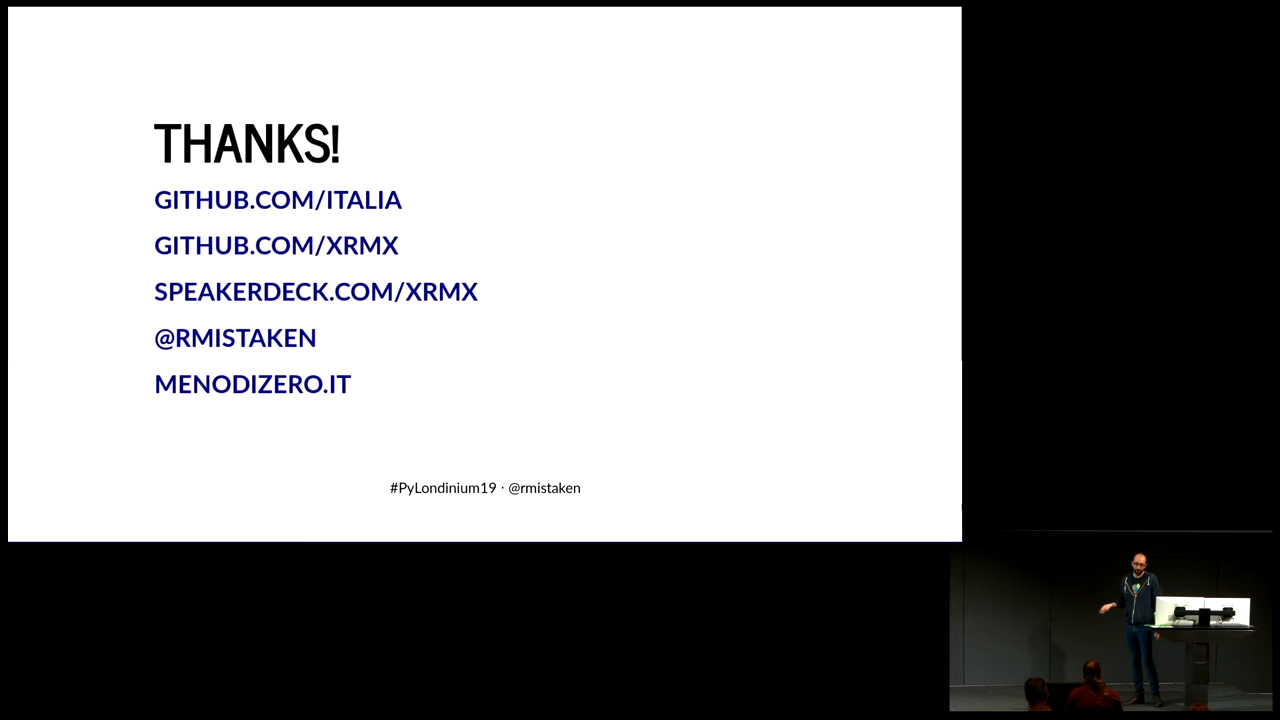 THANKS!
GITHUB.COM/ITALIA
GITHUB.COM/XRMX
SPEAKERDECK.COM/XRMX
@RMISTAKEN
MENODIZERO.IT
#PyLondinium19 · @rmistaken